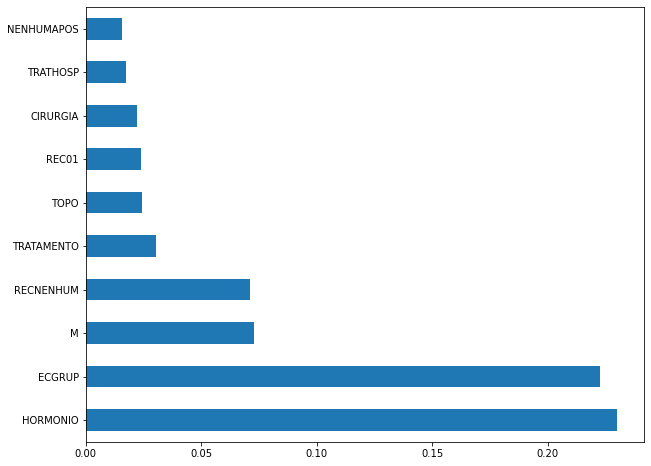 NENHUMAPOS
TRATHOSP
CIRURGIA
REC01
TOPO
TRATAMENTO
RECNENHUM
M
ECGRUP
HORMONIO
0.00 0.05 0.10 0.15 0.20